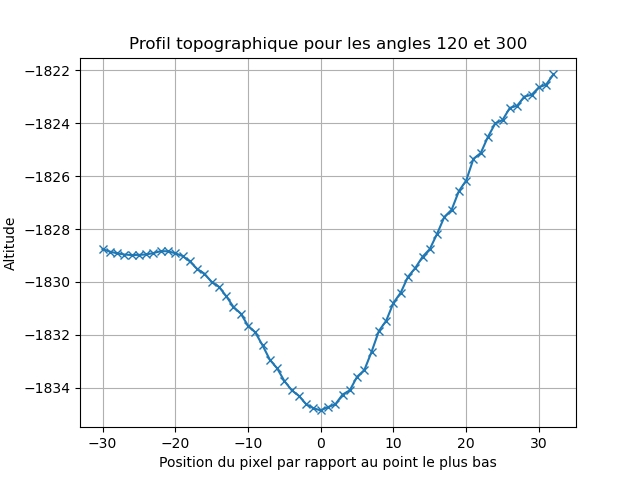 Profil topographique pour les angles 120 et 300
−1822
−1824
−1826
−1828
−1830
−1832
−1834
Altitude
−30 −20 −10 0 10 20 30
Position du pixel par rapport au point le plus bas